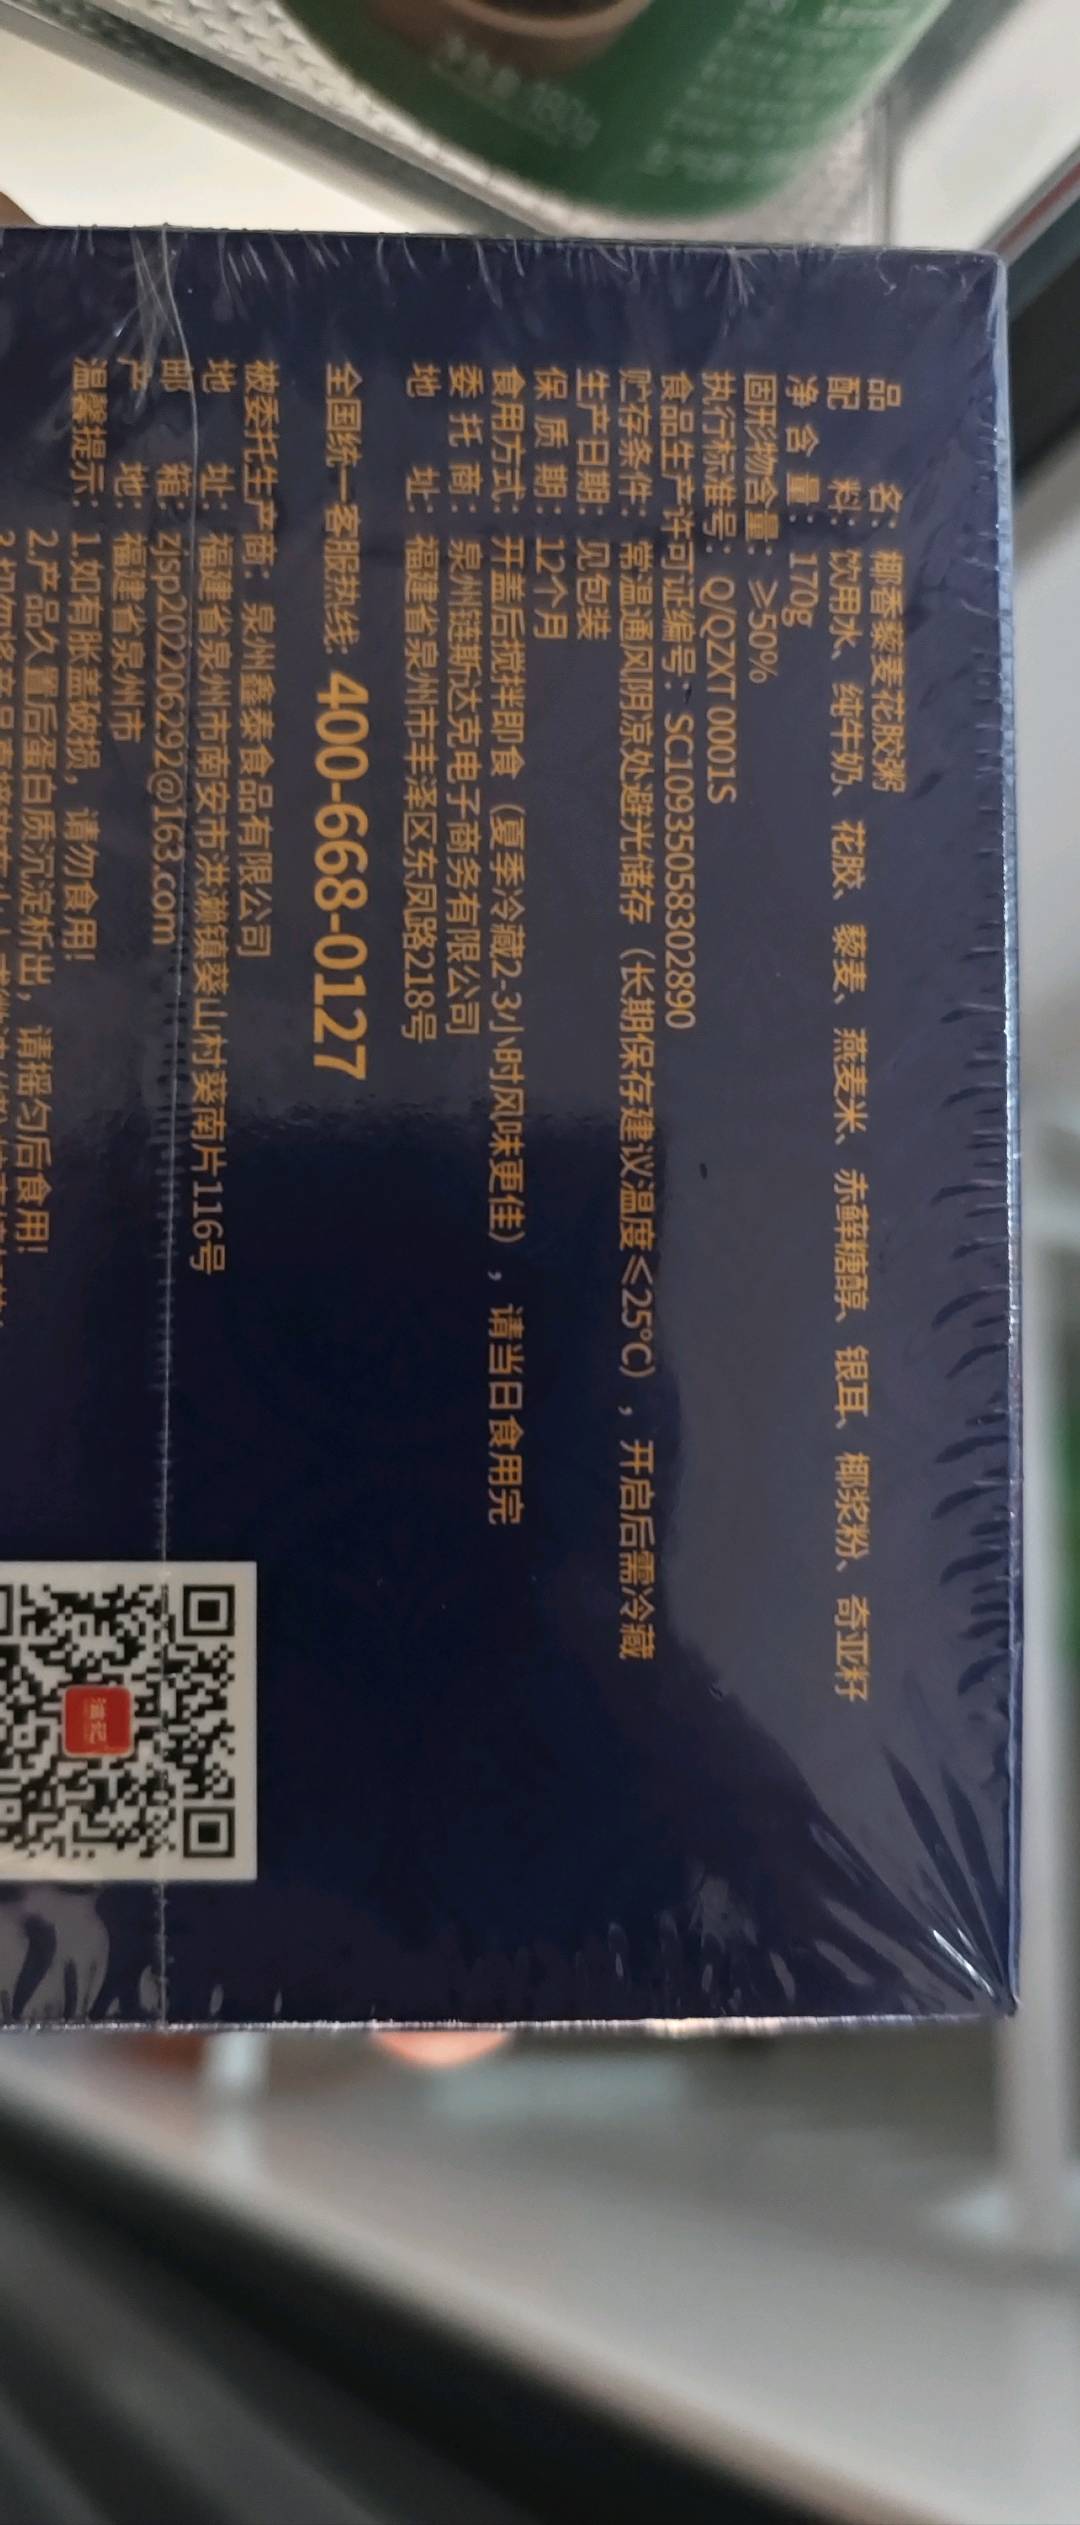 品名：椰香藜麦花胶粥
配料：饮用水、纯牛奶、花胶、藜麦、燕麦米、赤藓糖醇、银耳、椰浆粉、奇亚籽
净含量：170g
固形物含量：≥50%
执行标准号：Q/QZXT 0001S
食品生产许可证编号：SC10935058302890
贮存条件：常温通风阴凉处避光储存（长期保存建议温度≤25℃），开启后需冷藏
生产日期：见包装
保质期：12个月
食用方式：开盖后搅拌即食（夏季冷藏2-3小时风味更佳），请当日食用完
委托商：泉州链斯达克电子商务有限公司
地址：福建省泉州市丰泽区东凤路218号
全国统一客服热线：400-668-0127
被委托生产商：泉州鑫泰食品有限公司
地址：福建省泉州市南安市洪濑镇葵山村葵南片116号
邮箱：zjsp202206292@163.com
产地：福建省泉州市
温馨提示：1.如有胀盖破损，请勿食用！
2.产品久置后蛋白质沉淀析出，请摇匀后食用！
180g